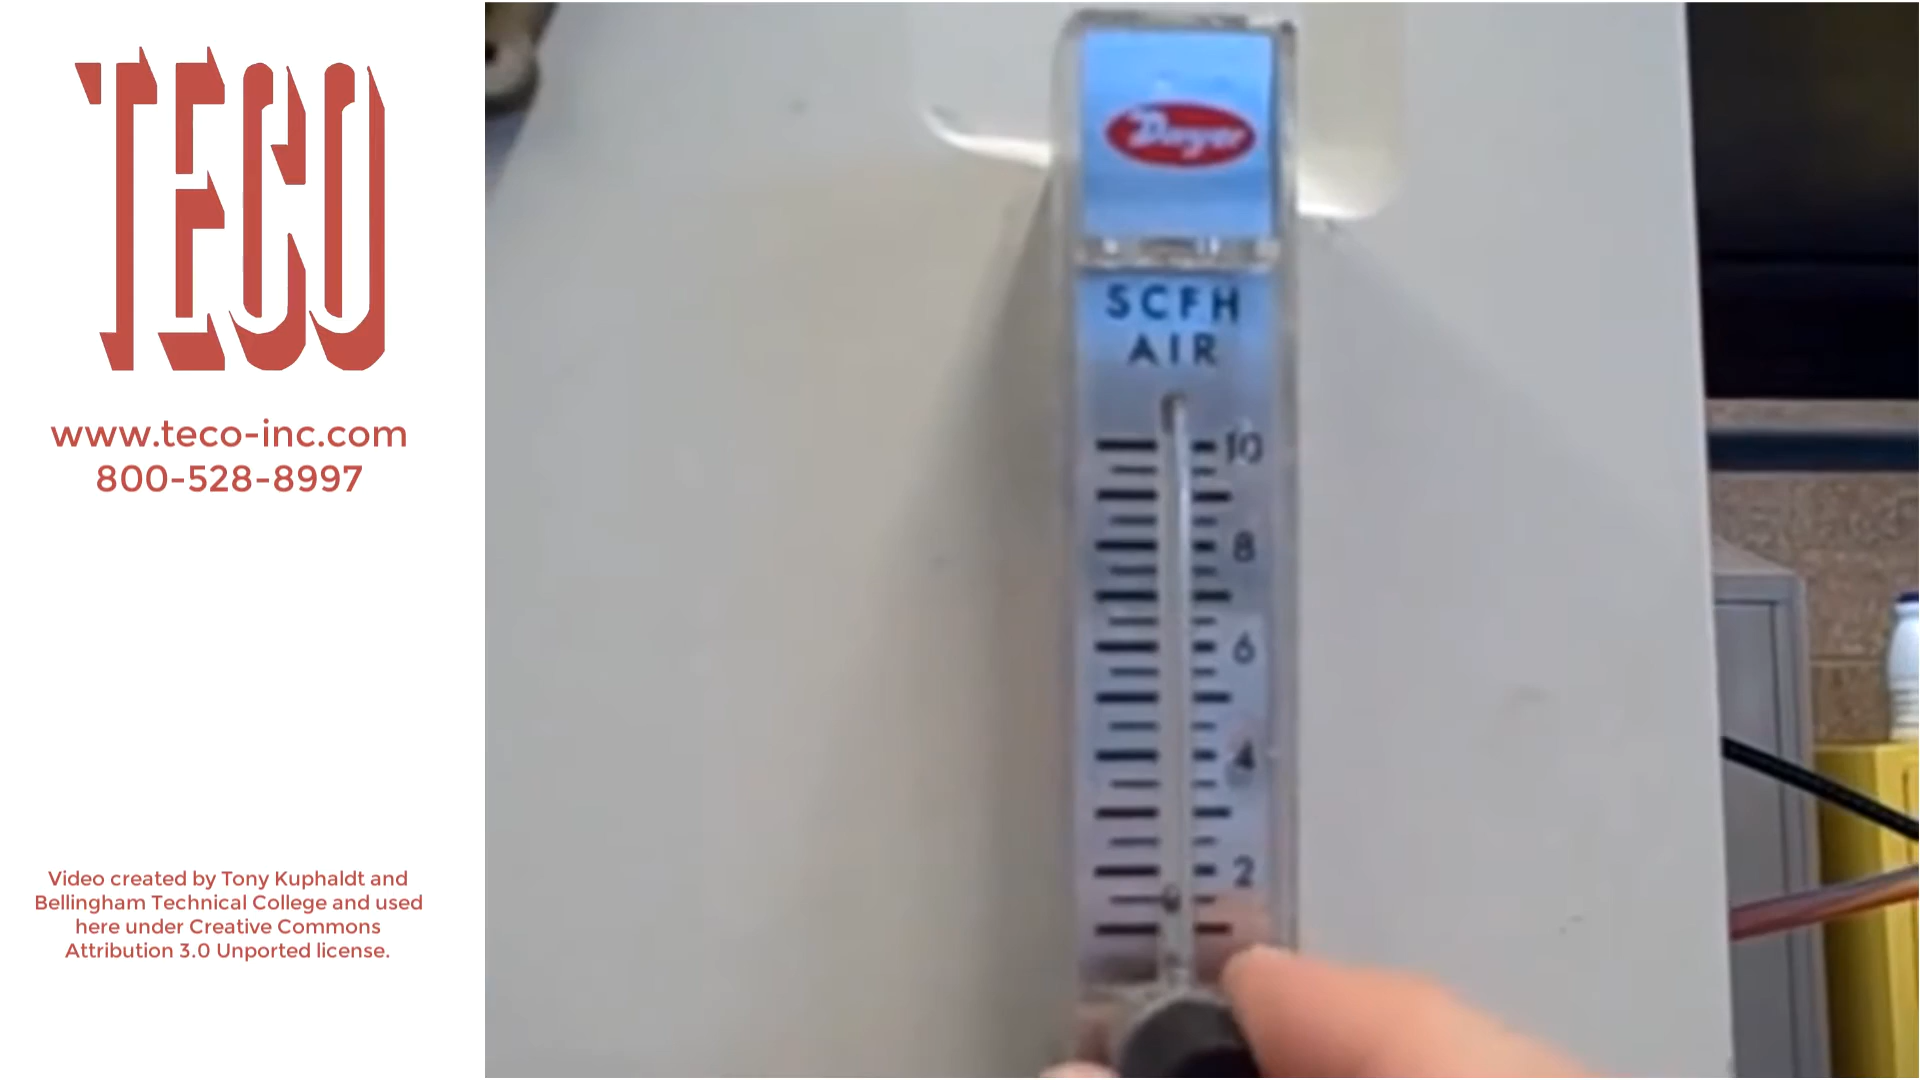 TECO
www.teco-inc.com
800-528-8997
Video created by Tony Kuphaldt and
Bellingham Technical College and used
here under Creative Commons
Attribution 3.0 Unported license.
Dwyer
SCFH
AIR
10
8
6
4
2